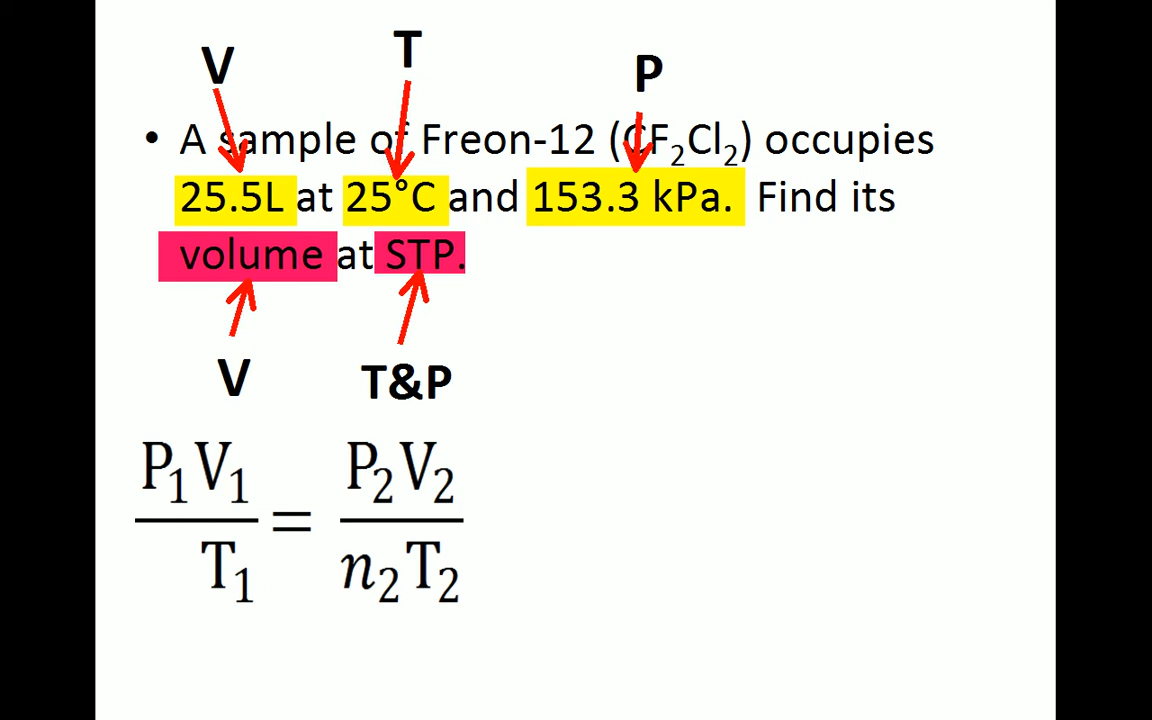 V T P
• A sample of Freon-12 (CF₂Cl₂) occupies
25.5L at 25°C and 153.3 kPa. Find its
volume at STP.
V T&P
P₁V₁ / T₁ = P₂V₂ / n₂T₂